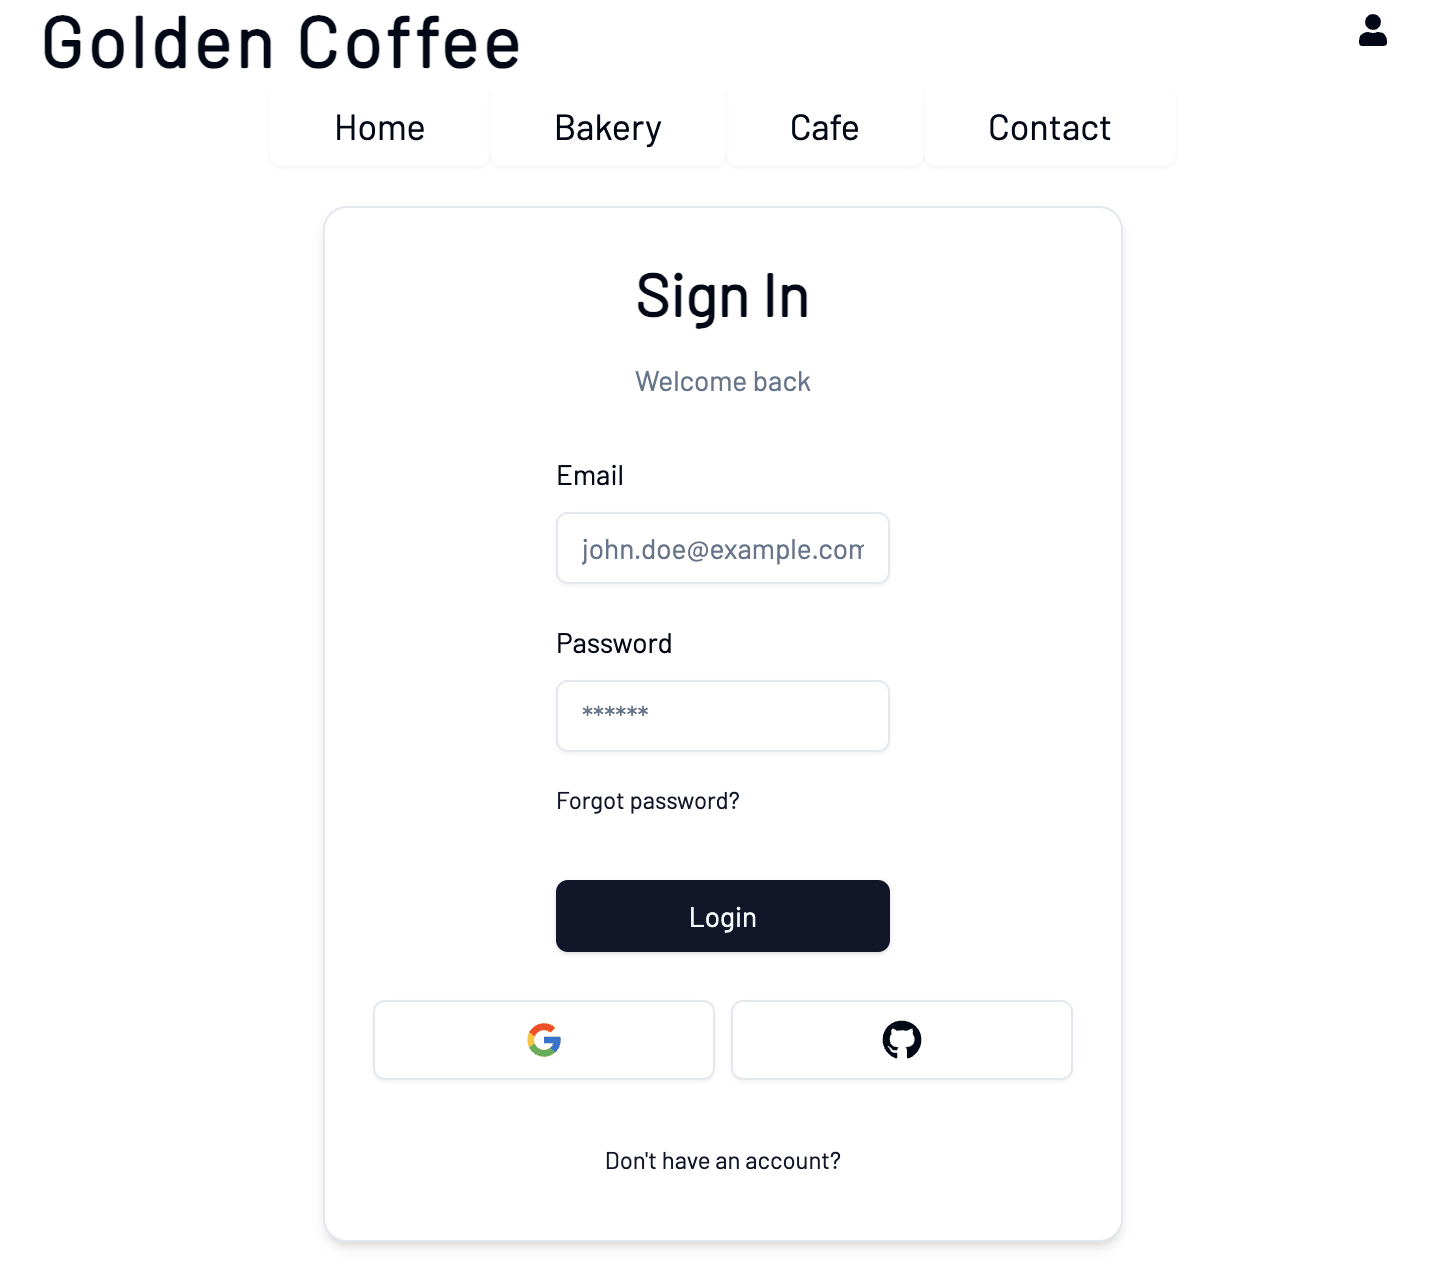 Golden Coffee
Home Bakery Cafe Contact
Sign In
Welcome back
Email
john.doe@example.com
Password
******
Forgot password?
Login
Don't have an account?